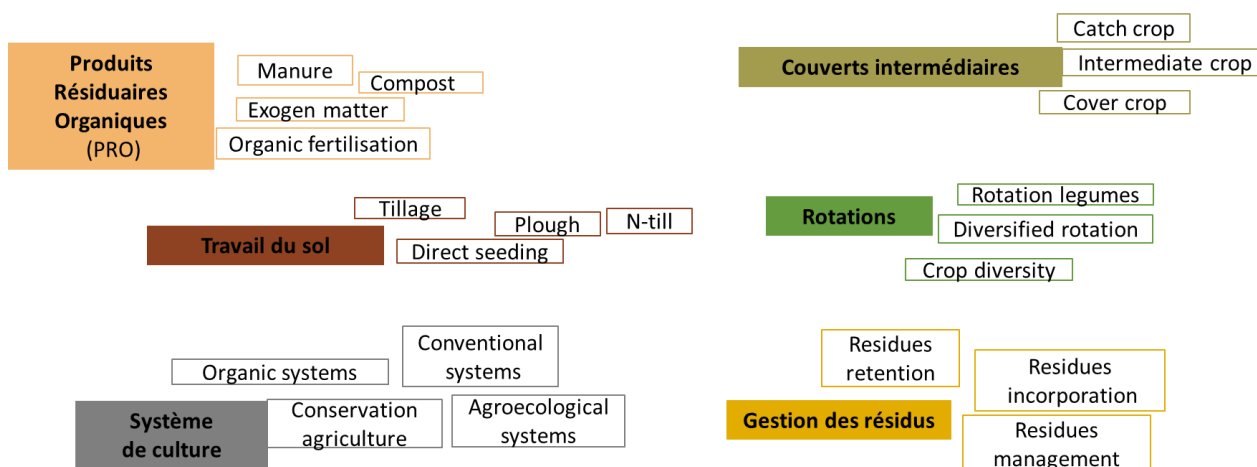 Produits
Résiduaires
Organiques
(PRO)
Manure
Compost
Exogen matter
Organic fertilisation
Catch crop
Couverts intermédiaires
Intermediate crop
Cover crop
Tillage
Plough
N-till
Travail du sol
Direct seeding
Rotation legumes
Rotations
Diversified rotation
Crop diversity
Conventional
systems
Organic systems
Système
de culture
Conservation
agriculture
Agroecological
systems
Residues
retention
Residues
incorporation
Gestion des résidus
Residues
management